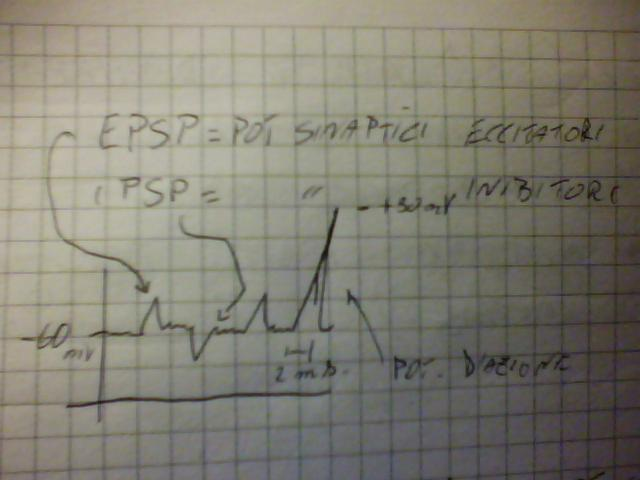 EPSP = POT. SINAPTICI ECCITATORI
IPSP = " INIBITORI
+30 mV
-60 mV
2 ms.
POT. D'AZIONE